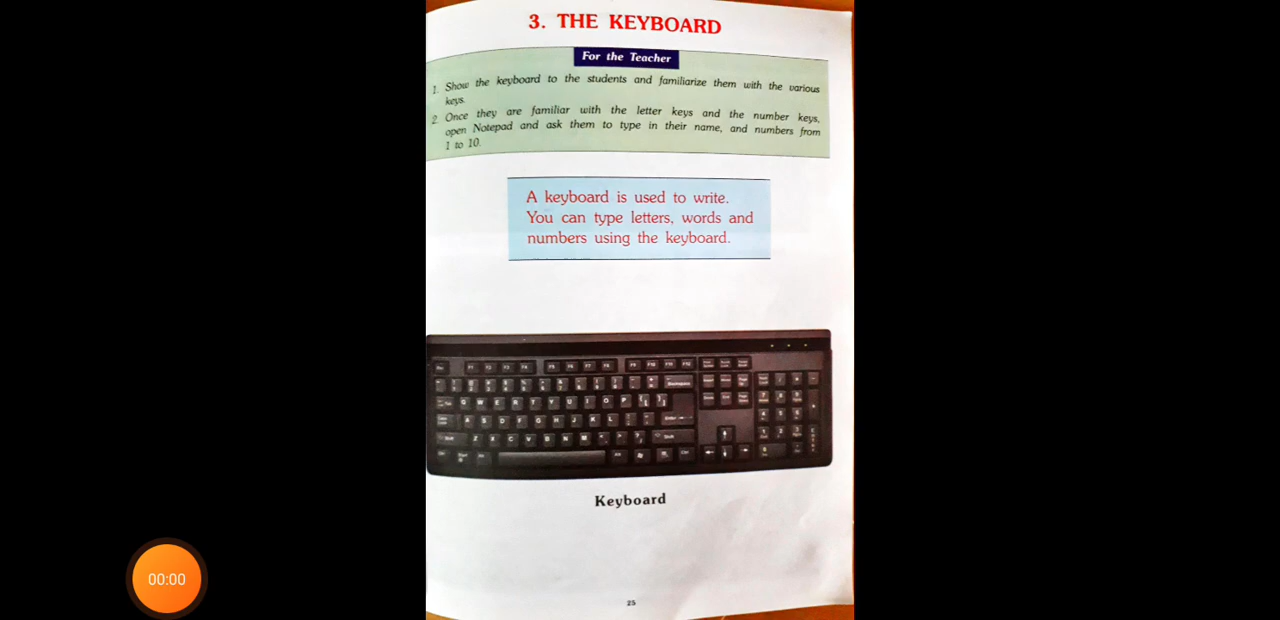 3. THE KEYBOARD
For the Teacher
1. Show the keyboard to the students and familiarize them with the various
keys.
2. Once they are familiar with the letter keys and the number keys,
open Notepad and ask them to type in their name, and numbers from
1 to 10.
A keyboard is used to write.
You can type letters, words and
numbers using the keyboard.
Keyboard
25
00:00